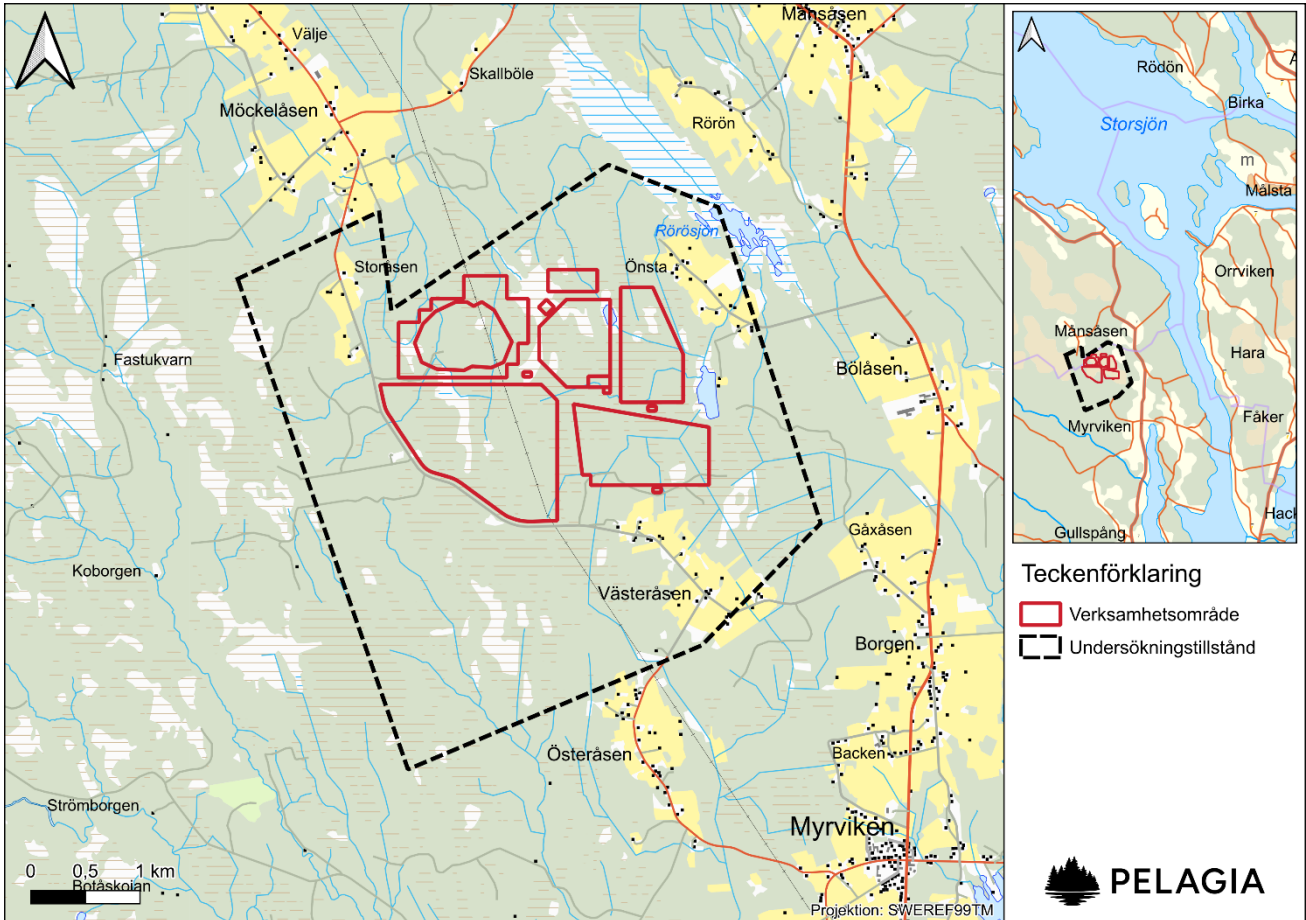 Välje
Månsåsen
Skallböle
Möckelåsen
Rörön
Rörösjön
Storåsen
Önsta
Fastukvarn
Bölåsen
Gåxåsen
Koborgen
Västeråsen
Borgen
Österåsen
Backen
Strömborgen
Myrviken
0 0,5 1 km
Botåskojan
Projektion: SWEREF99TM
Rödön
Birka
Storsjön
m
Målsta
Orrviken
Månsåsen
Hara
Myrviken
Fåker
Gullspång
Teckenförklaring
Verksamhetsområde
Undersökningstillstånd
PELAGIA